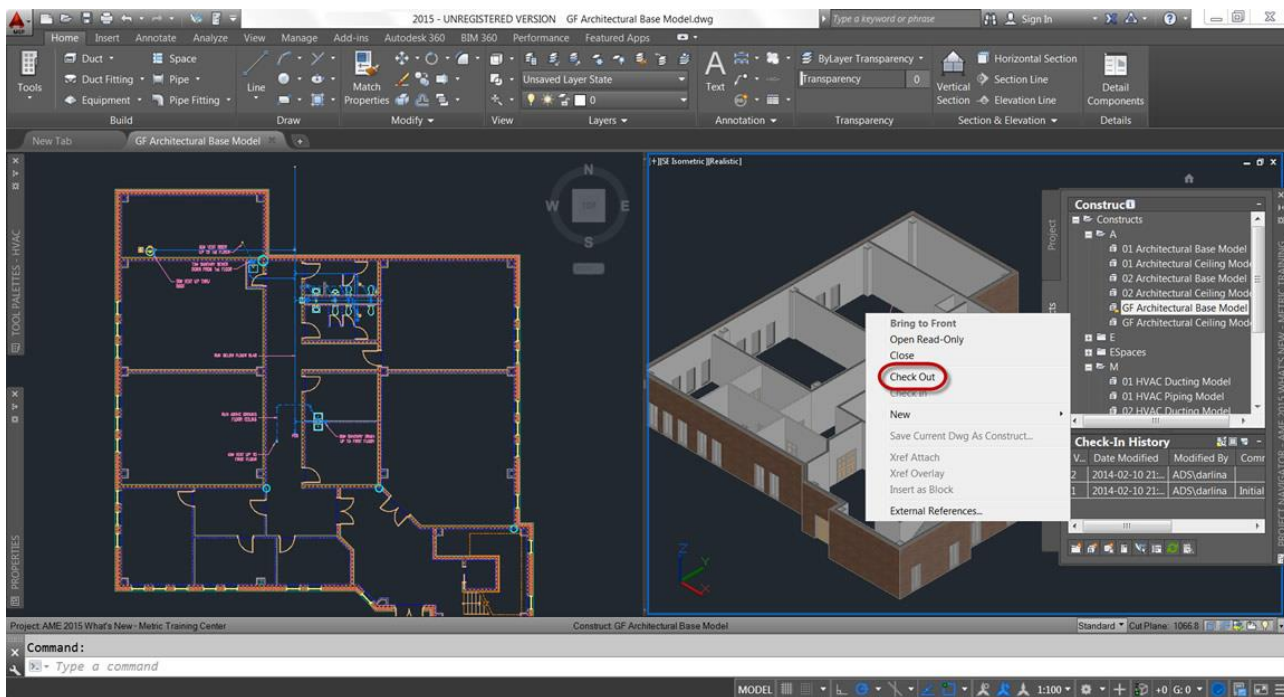 2015 - UNREGISTERED VERSION GF Architectural Base Model.dwg
Type a keyword or phrase
Sign In
Home Insert Annotate Analyze View Manage Add-ins Autodesk 360 BIM 360 Performance Featured Apps
Tools
Duct
Duct Fitting
Equipment
Space
Pipe
Pipe Fitting
Build
Line
Draw
Match
Properties
Modify
View
Unsaved Layer State
0
Layers
Text
Annotation
ByLayer Transparency
Transparency 0
Transparency
Vertical
Section
Horizontal Section
Section Line
Elevation Line
Section & Elevation
Detail
Components
Details
New Tab
GF Architectural Base Model
TOOL PALETTES - HVAC
PROPERTIES
N
W
E
S
[+][SE Isometric][Realistic]
Z
Y
X
Project
Constructs
A
01 Architectural Base Model
01 Architectural Ceiling Mode
02 Architectural Base Model
02 Architectural Ceiling Mode
GF Architectural Base Model
GF Architectural Ceiling Mode
E
ESpaces
M
01 HVAC Ducting Model
01 HVAC Piping Model
02 HVAC Ducting Model
Bring to Front
Open Read-Only
Close
Check Out
Check In
New
Save Current Dwg As Construct...
Xref Attach
Xref Overlay
Insert as Block
External References...
Check-In History
V... Date Modified Modified By Comr
2 2014-02-10 21:... ADS\darlina
1 2014-02-10 21:... ADS\darlina Initial
Project: AME 2015 What's New - Metric Training Center
Construct: GF Architectural Base Model
Standard Cut Plane: 1066.8
Command:
Type a command
MODEL
1:100
+0 G: 0